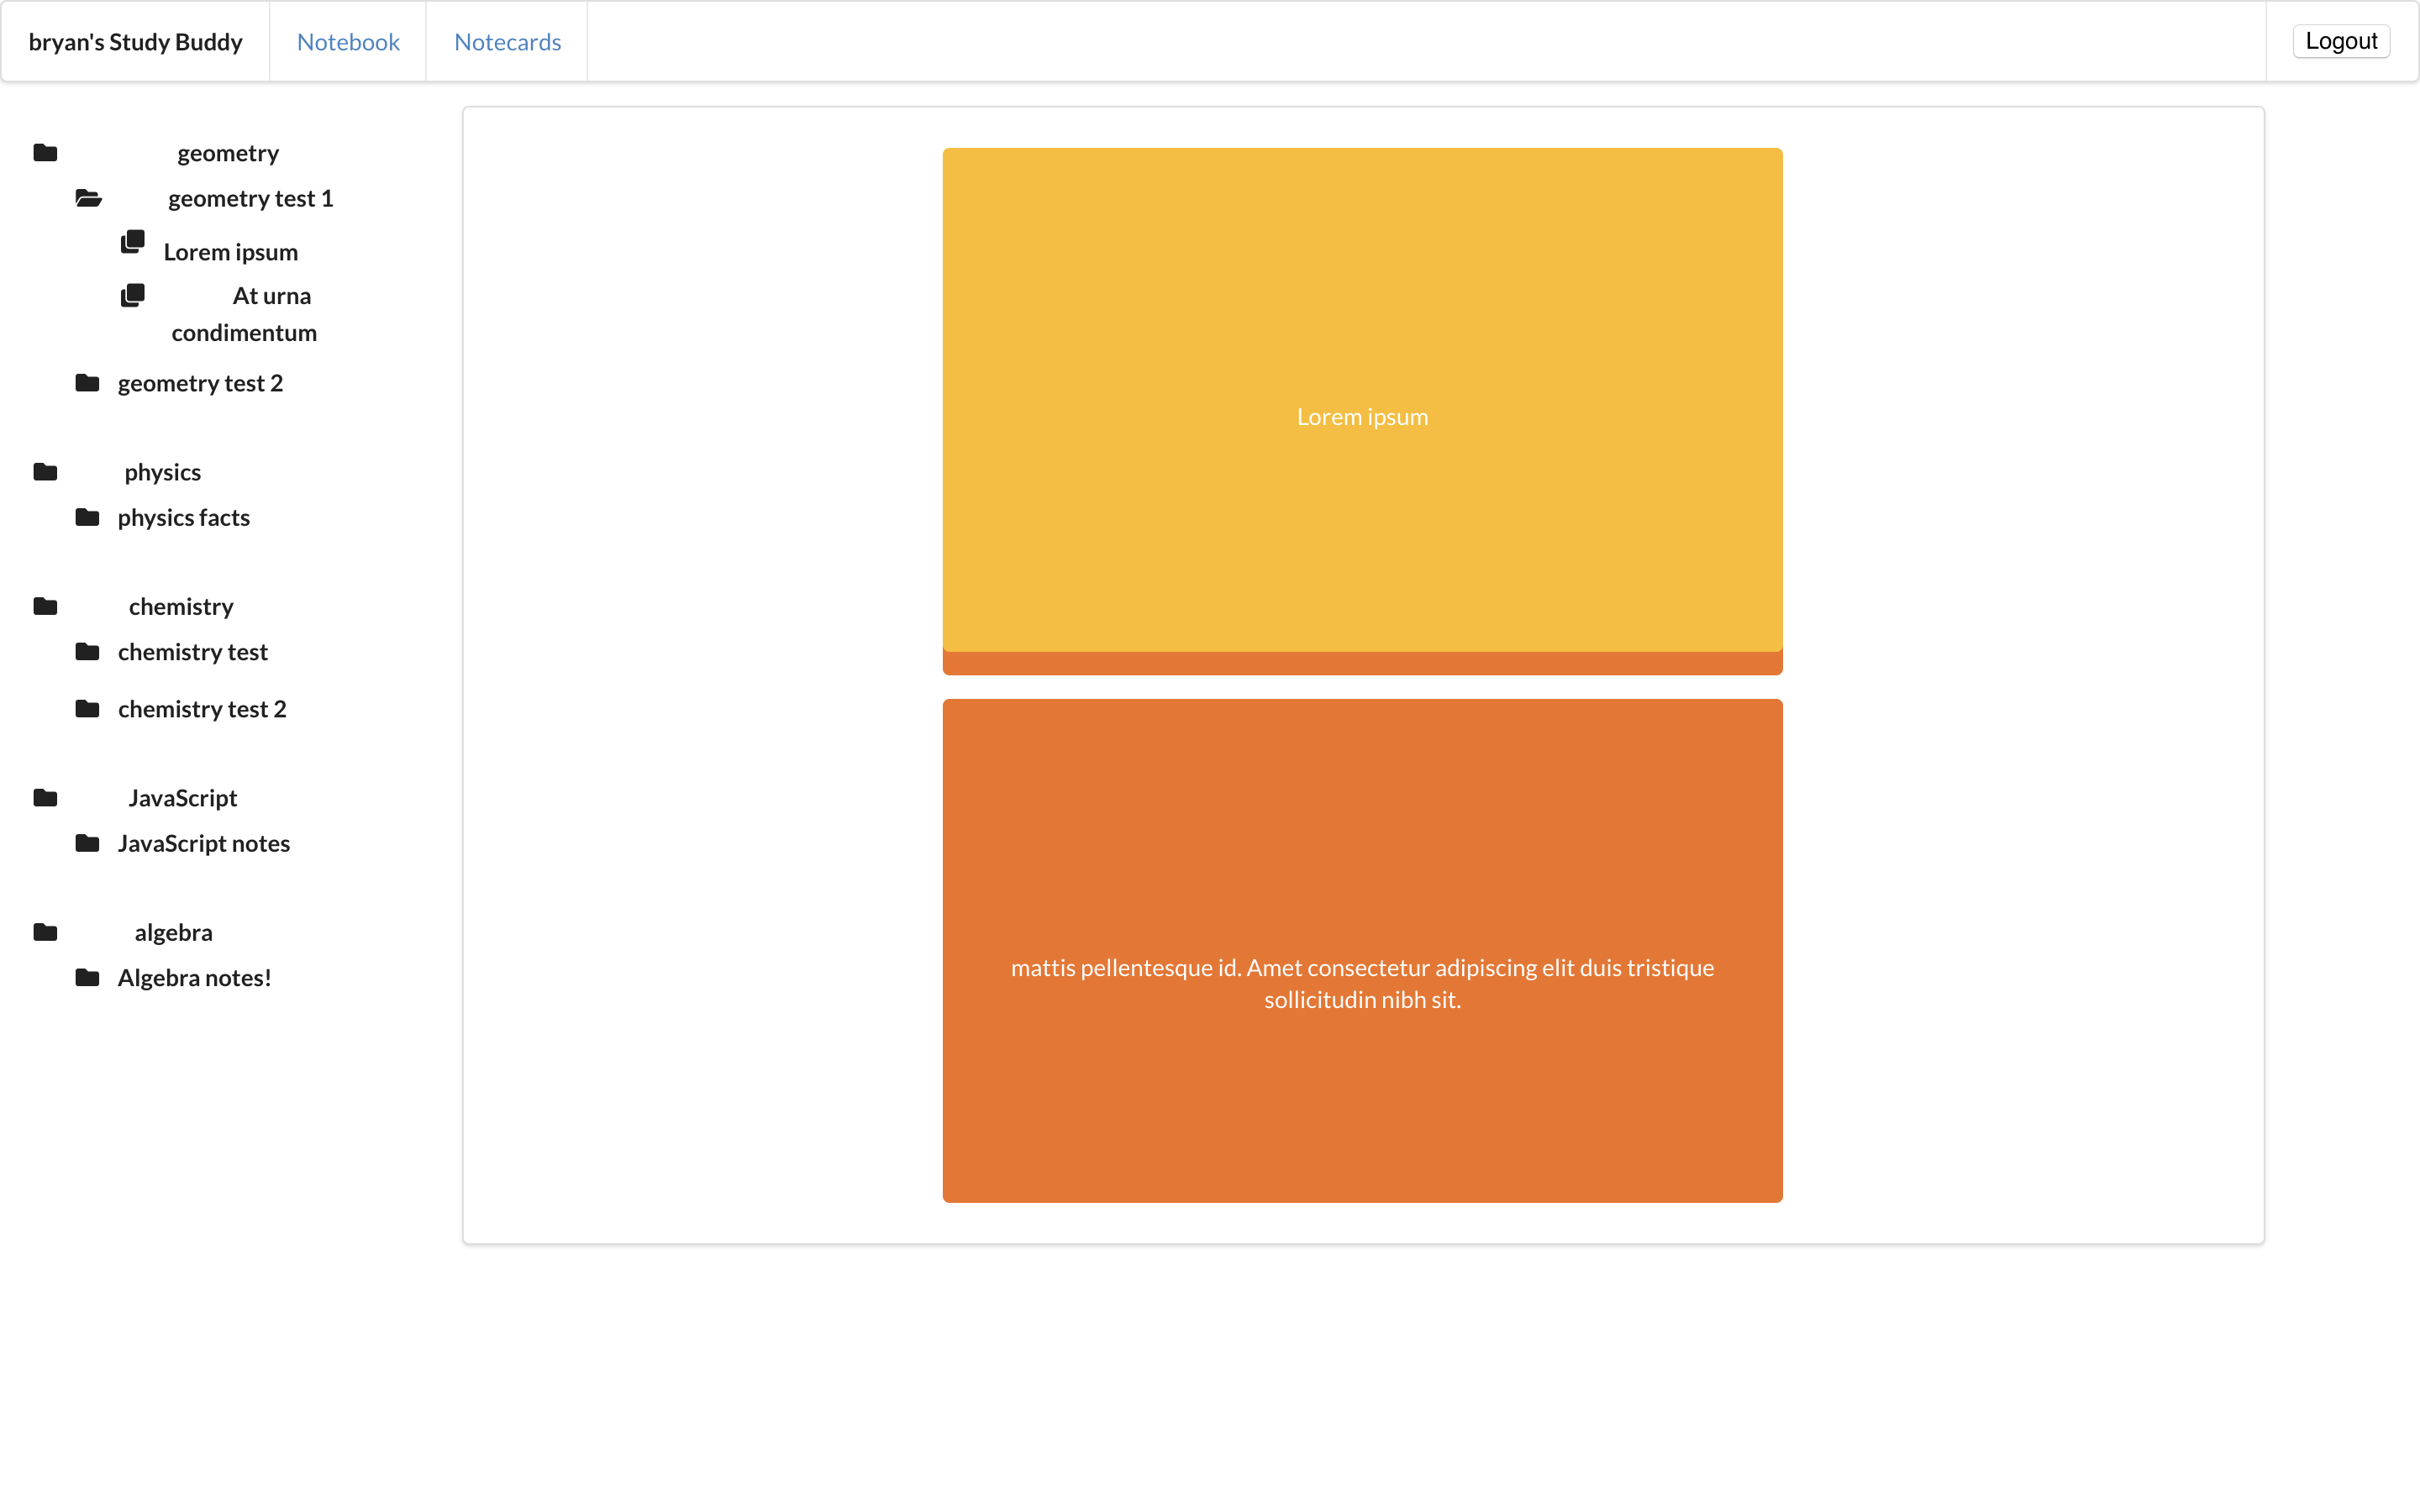 bryan's Study Buddy
Notebook
Notecards
Logout
geometry
geometry test 1
Lorem ipsum
At urna
condimentum
geometry test 2
physics
physics facts
chemistry
chemistry test
chemistry test 2
JavaScript
JavaScript notes
algebra
Algebra notes!
Lorem ipsum
mattis pellentesque id. Amet consectetur adipiscing elit duis tristique
sollicitudin nibh sit.